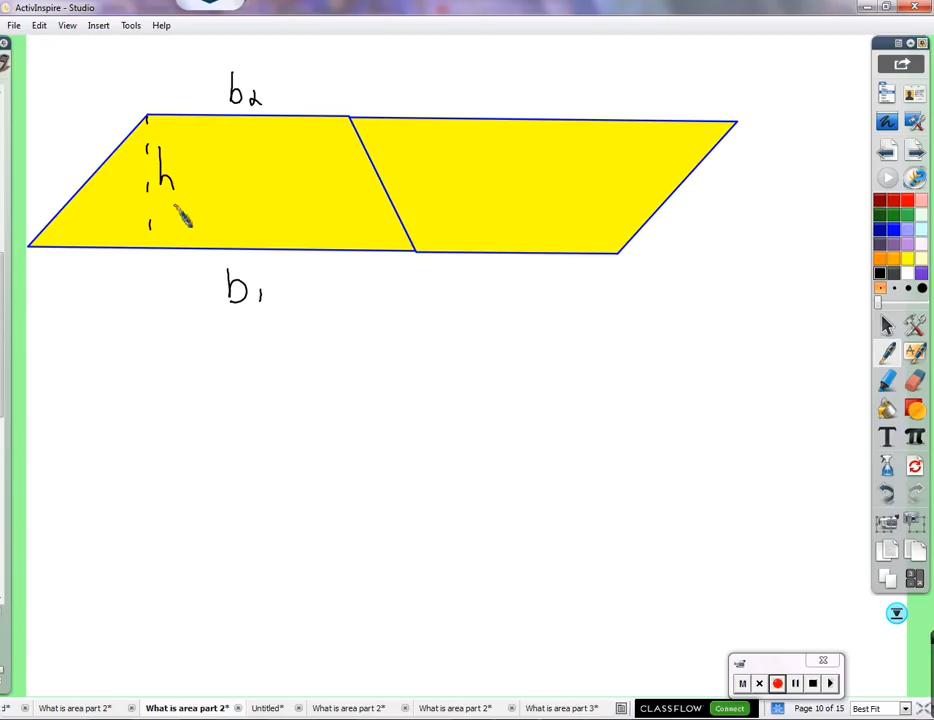 ActivInspire - Studio
File Edit View Insert Tools Help
b2
h
b1
What is area part 2* What is area part 2* Untitled* What is area part 2* What is area part 2* What is area part 3* CLASSFLOW Connect Page 10 of 15 Best Fit
M